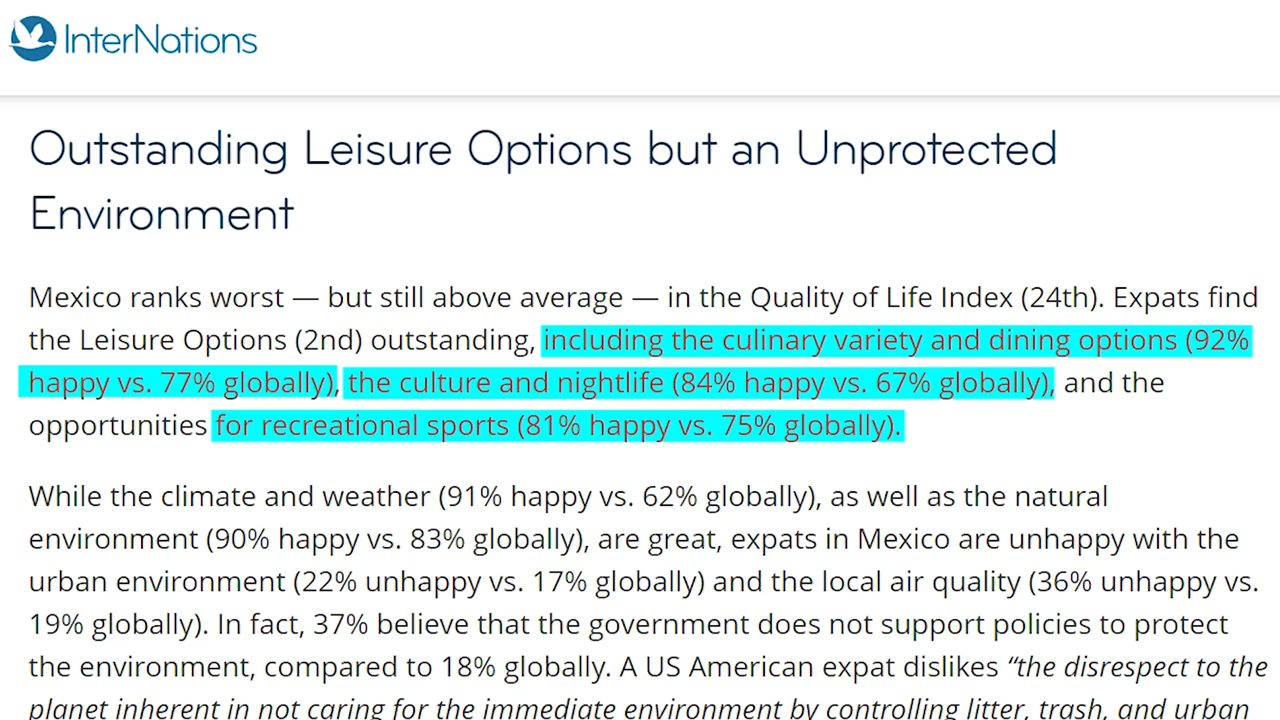 InterNations
Outstanding Leisure Options but an Unprotected
Environment
Mexico ranks worst — but still above average — in the Quality of Life Index (24th). Expats find
the Leisure Options (2nd) outstanding, including the culinary variety and dining options (92%
happy vs. 77% globally), the culture and nightlife (84% happy vs. 67% globally), and the
opportunities for recreational sports (81% happy vs. 75% globally).
While the climate and weather (91% happy vs. 62% globally), as well as the natural
environment (90% happy vs. 83% globally), are great, expats in Mexico are unhappy with the
urban environment (22% unhappy vs. 17% globally) and the local air quality (36% unhappy vs.
19% globally). In fact, 37% believe that the government does not support policies to protect
the environment, compared to 18% globally. A US American expat dislikes “the disrespect to the
planet inherent in not caring for the immediate environment by controlling litter, trash, and urban